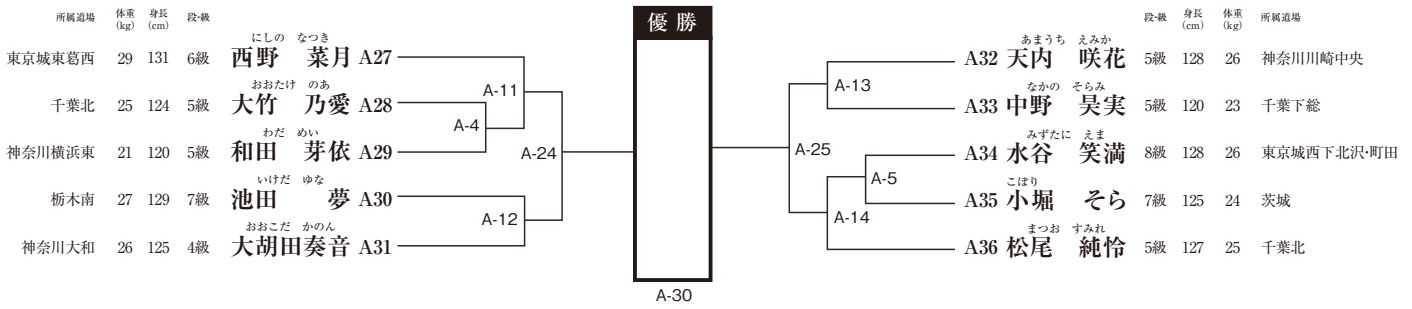 優勝
所属道場 体重(kg) 身長(cm) 段・級
にしの なつき
東京城東葛西 29 131 6級 西野 菜月 A27
おおたけ のあ
千葉北 25 124 5級 大竹 乃愛 A28
わだ めい
神奈川横浜東 21 120 5級 和田 芽依 A29
いけだ ゆな
栃木南 27 129 7級 池田 夢 A30
おおこだ かのん
神奈川大和 26 125 4級 大胡田奏音 A31
A-11
A-4
A-24
A-12
A-30
段・級 身長(cm) 体重(kg) 所属道場
あまうち えみか
A32 天内 咲花 5級 128 26 神奈川川崎中央
なかの そらみ
A33 中野 昊実 5級 120 23 千葉下総
みずたに えま
A34 水谷 笑満 8級 128 26 東京城西下北沢・町田
こぼり
A35 小堀 そら 7級 125 24 茨城
まつお すみれ
A36 松尾 純怜 5級 127 25 千葉北
A-13
A-25
A-5
A-14